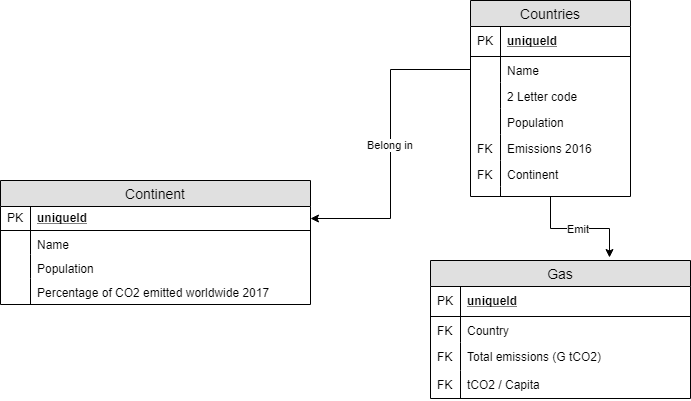 Countries
PK uniqueId
Name
2 Letter code
Population
FK Emissions 2016
FK Continent
Belong in
Continent
PK uniqueId
Name
Population
Percentage of CO2 emitted worldwide 2017
Emit
Gas
PK uniqueId
FK Country
FK Total emissions (G tCO2)
FK tCO2 / Capita